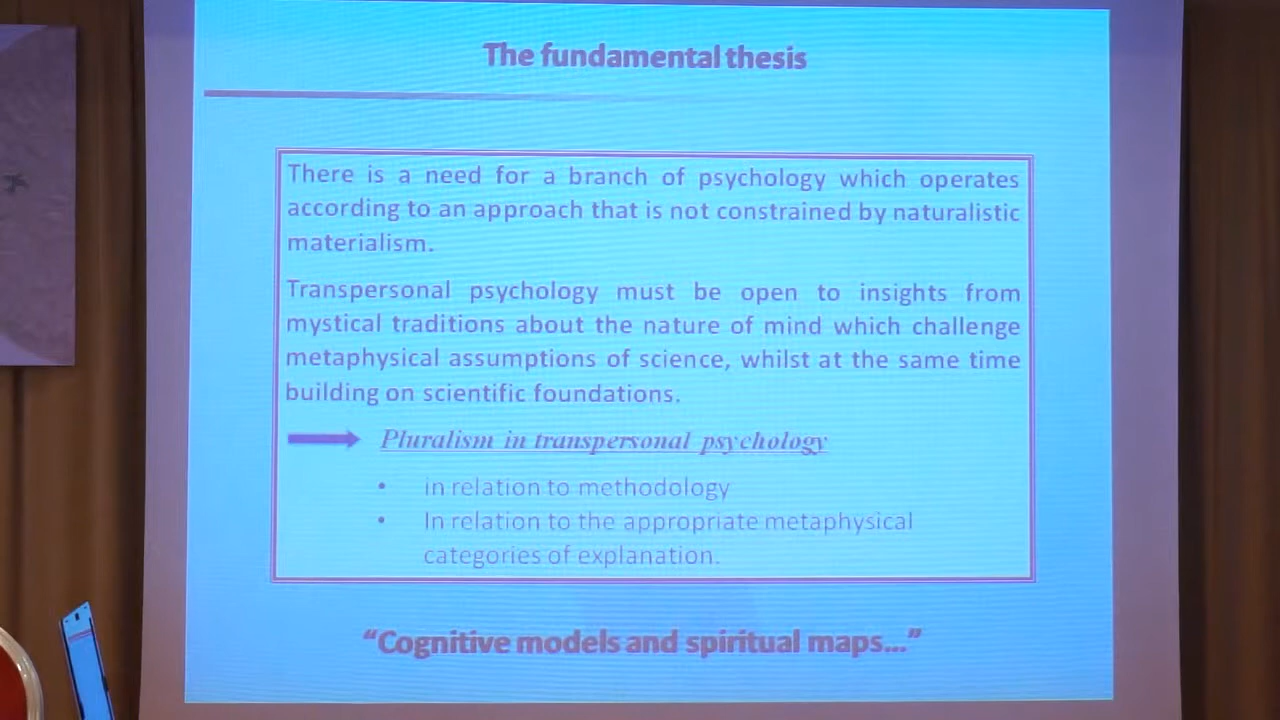 The fundamental thesis
There is a need for a branch of psychology which operates
according to an approach that is not constrained by naturalistic
materialism.
Transpersonal psychology must be open to insights from
mystical traditions about the nature of mind which challenge
metaphysical assumptions of science, whilst at the same time
building on scientific foundations.
Pluralism in transpersonal psychology
• in relation to methodology
• In relation to the appropriate metaphysical
categories of explanation.
“Cognitive models and spiritual maps...”